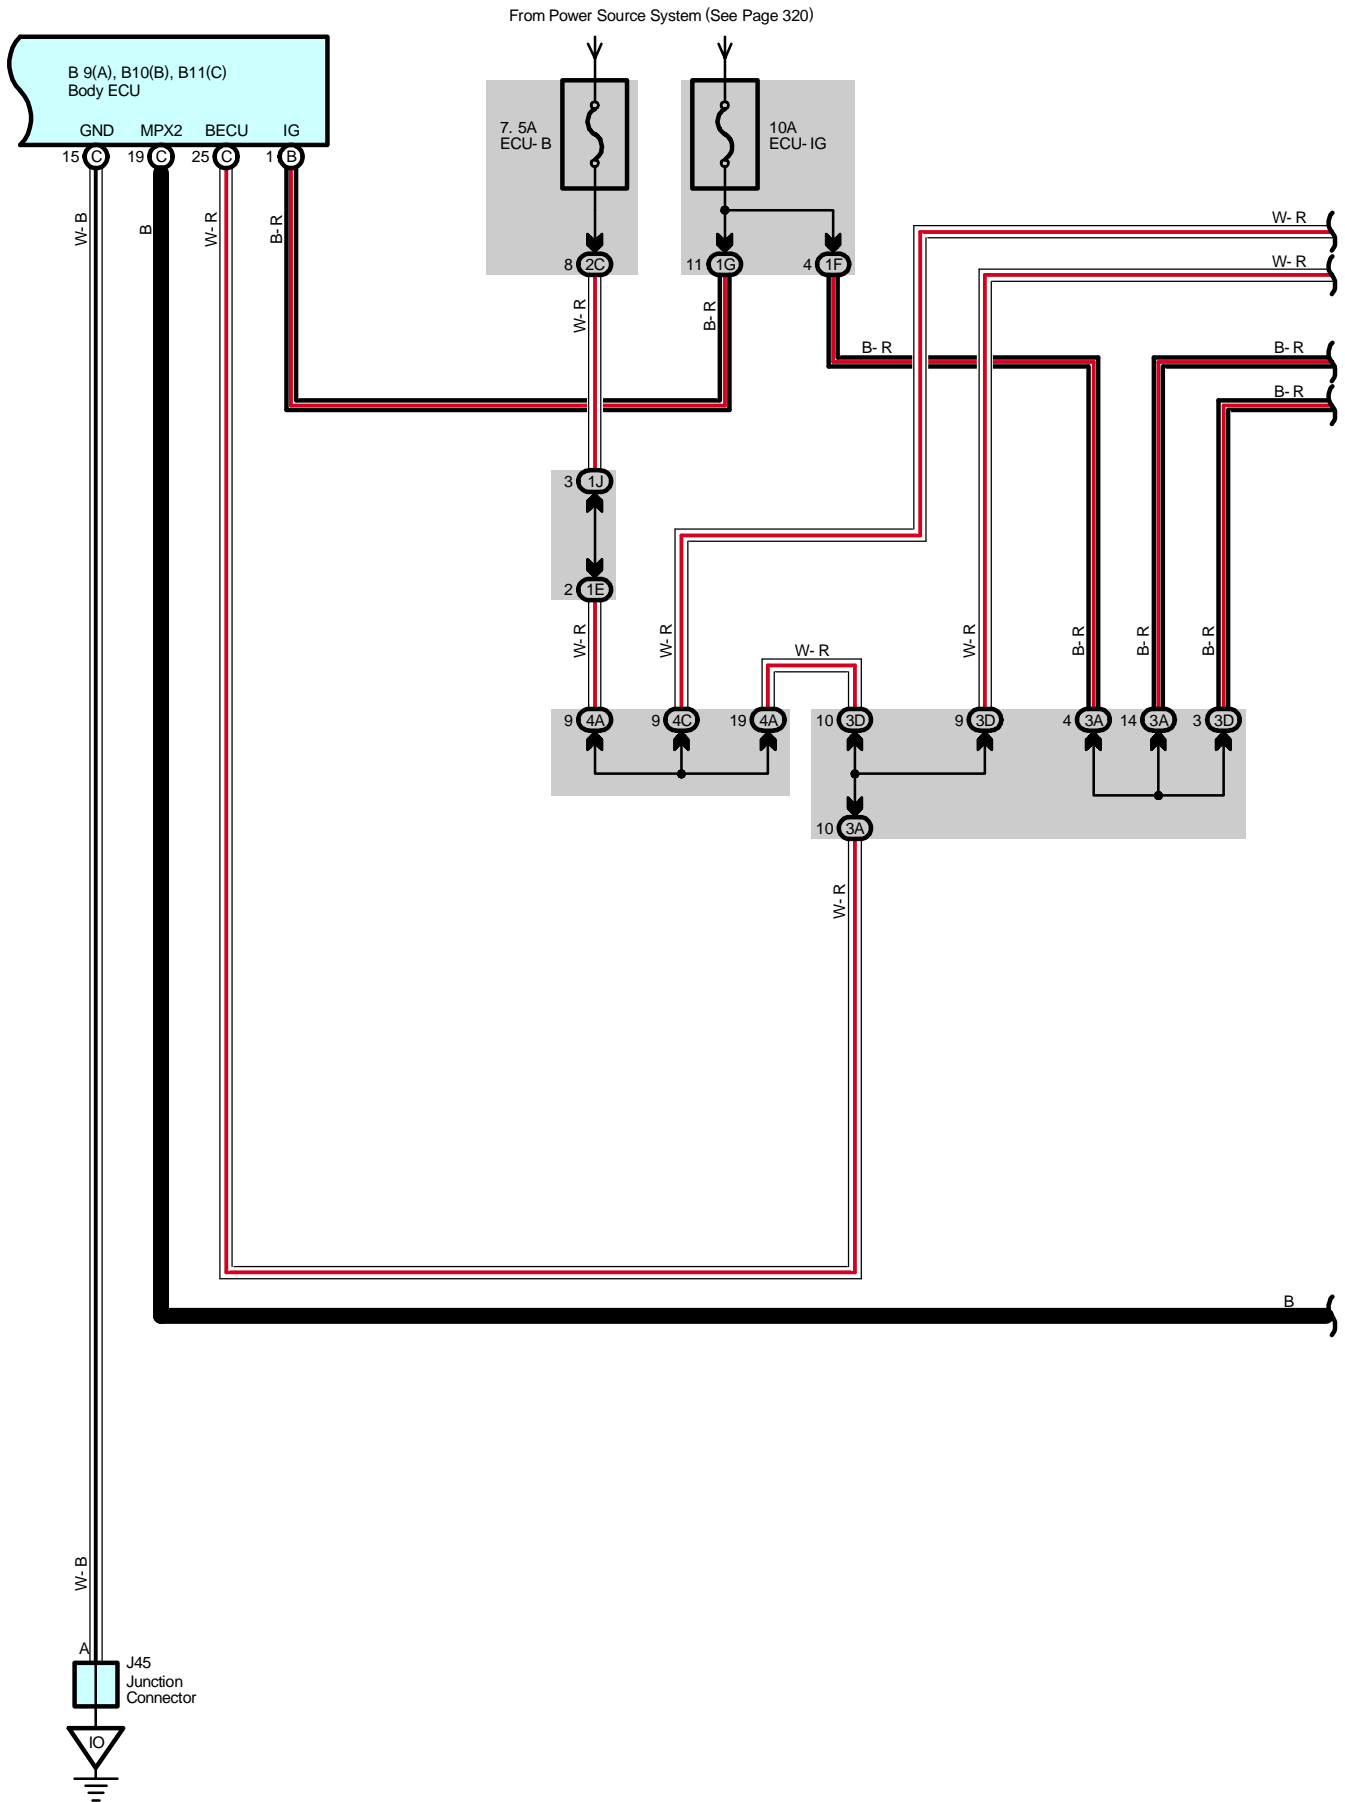 From Power Source System (See Page 320)
B 9(A), B10(B), B11(C)
Body ECU
GND MPX2 BECU IG
15 C 19 C 25 C 1 B
7. 5A
ECU- B
10A
ECU- IG
8 2C 11 1G 4 1F
W- B
B
W- R
B- R
W- R
B- R
B- R
W- R
W- R
B- R
B- R
3 1J
2 1E
W- R
W- R
W- R
W- R
B- R
B- R
B- R
9 4A 9 4C 19 4A 10 3D 9 3D 4 3A 14 3A 3 3D
10 3A
W- R
B
W- B
A
J45
Junction
Connector
IO